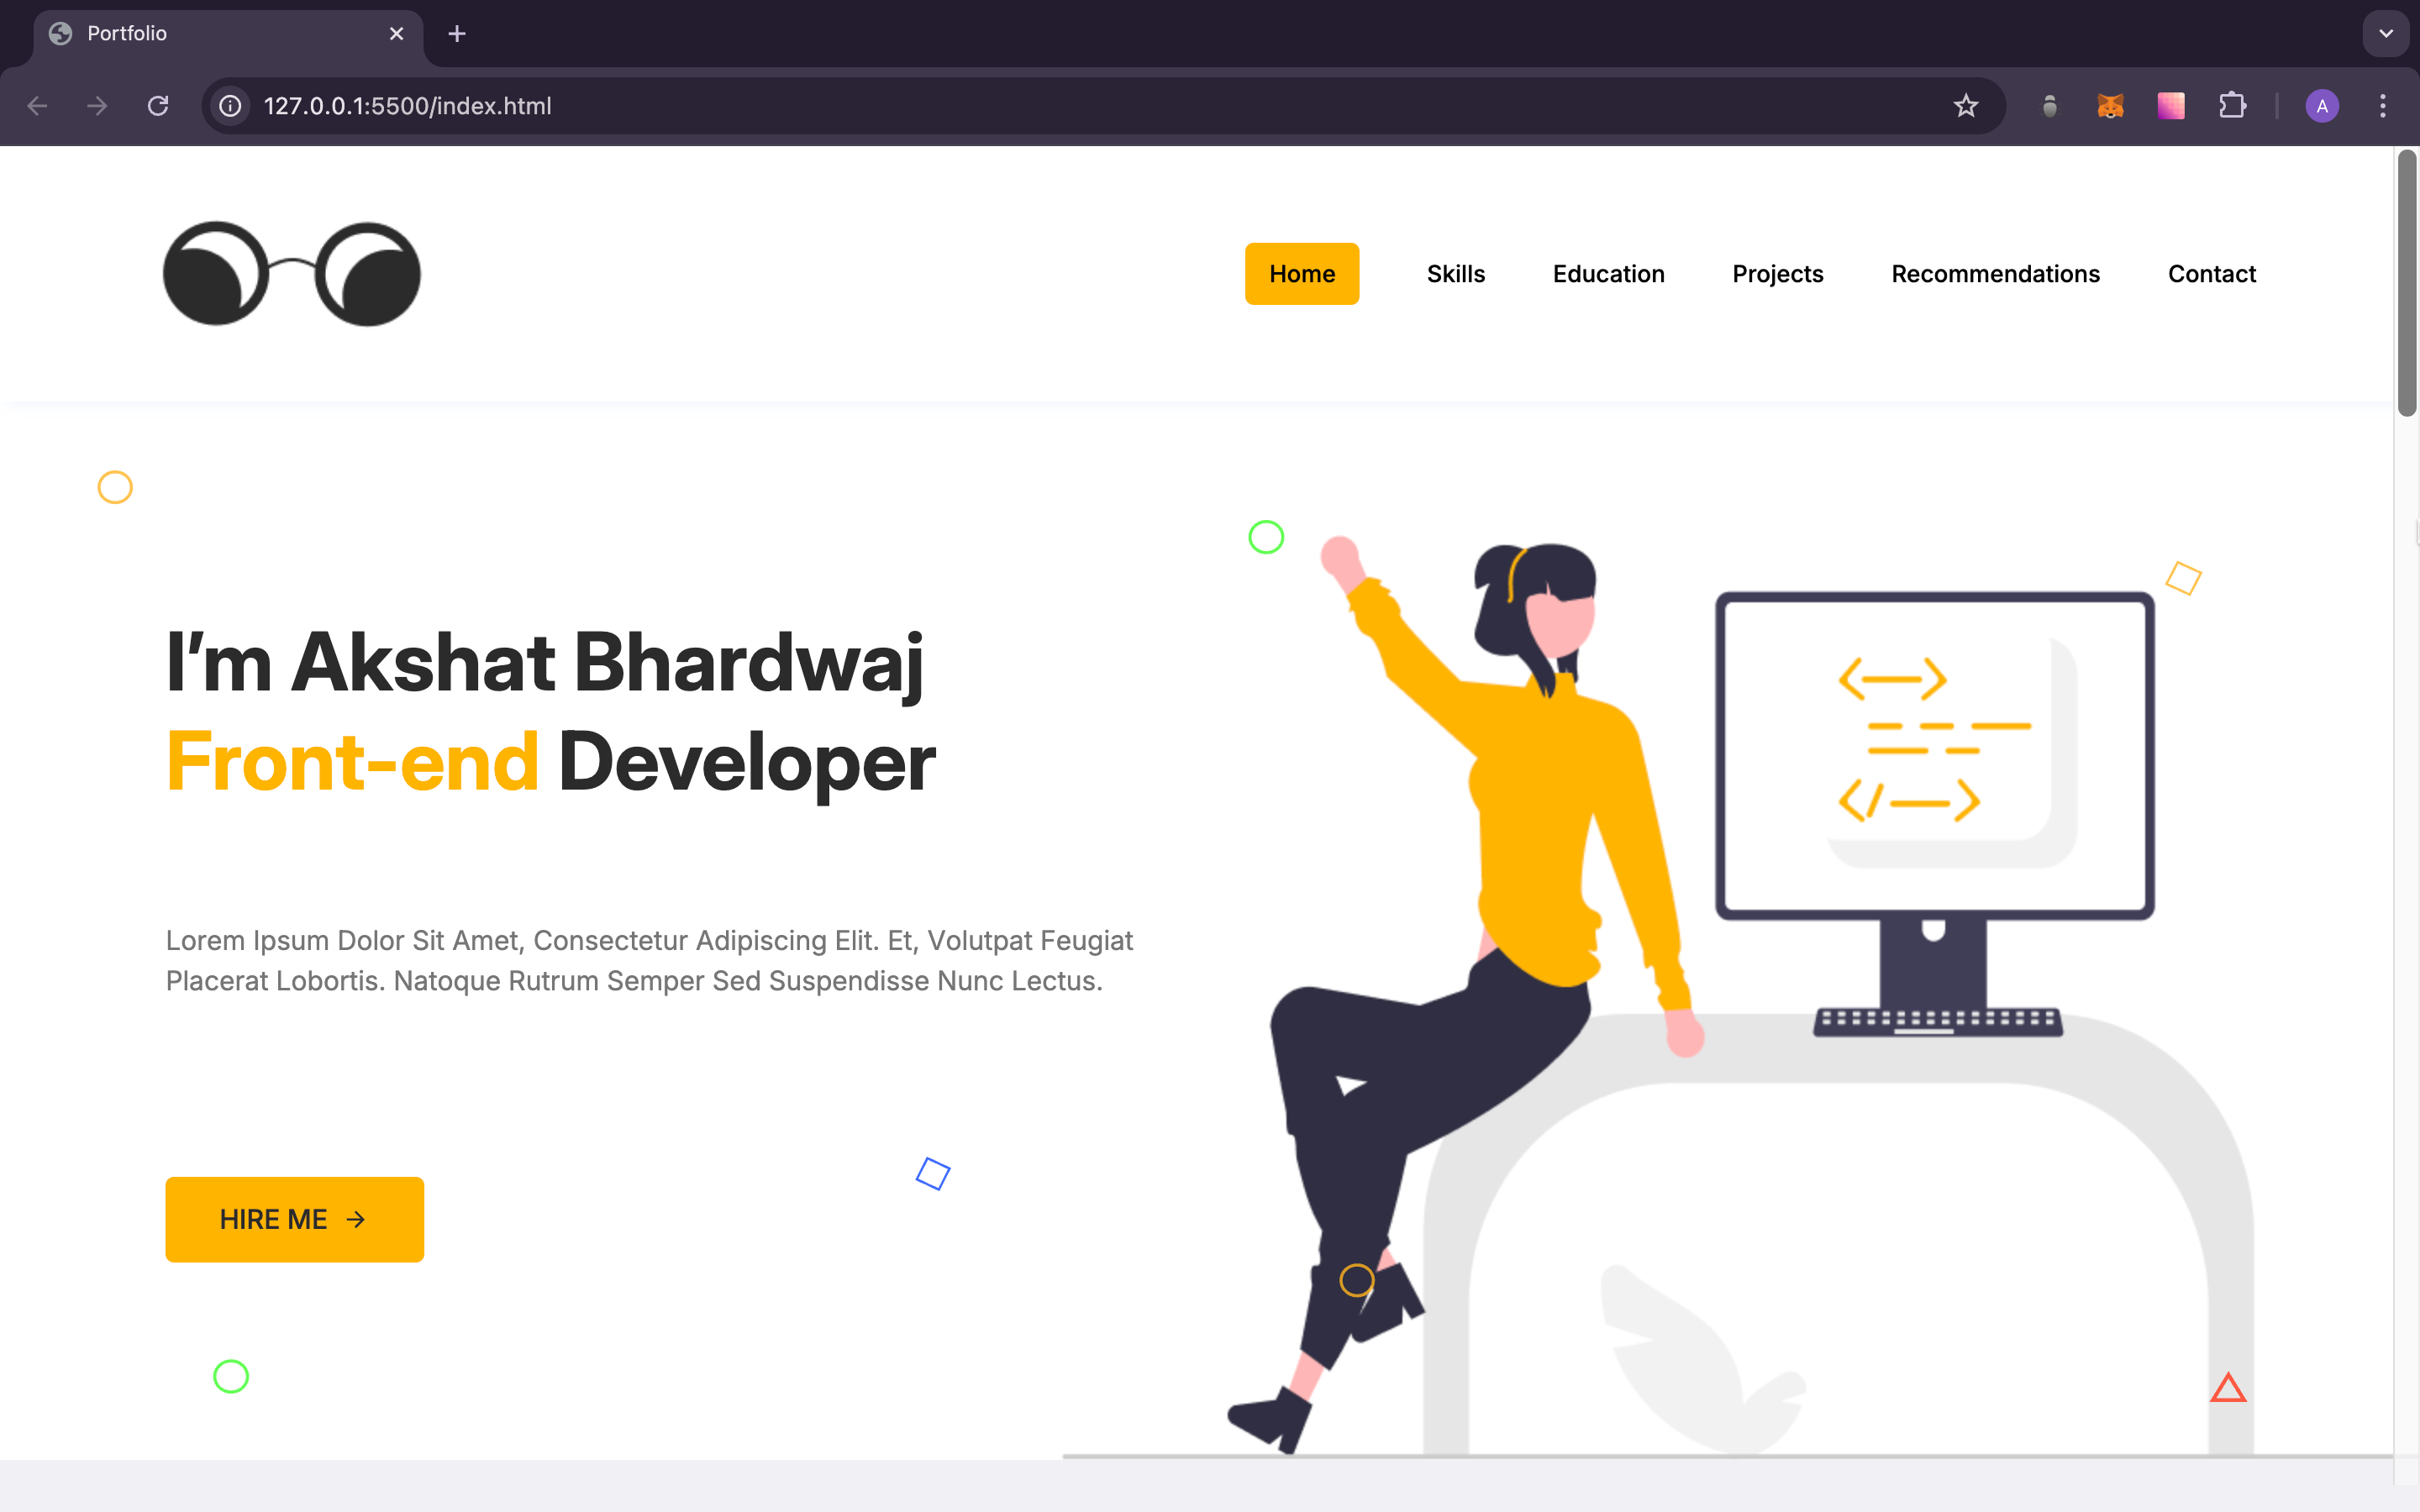 Portfolio
127.0.0.1:5500/index.html
A
Home Skills Education Projects Recommendations Contact
I'm Akshat Bhardwaj
Front-end Developer
Lorem Ipsum Dolor Sit Amet, Consectetur Adipiscing Elit. Et, Volutpat Feugiat
Placerat Lobortis. Natoque Rutrum Semper Sed Suspendisse Nunc Lectus.
HIRE ME →